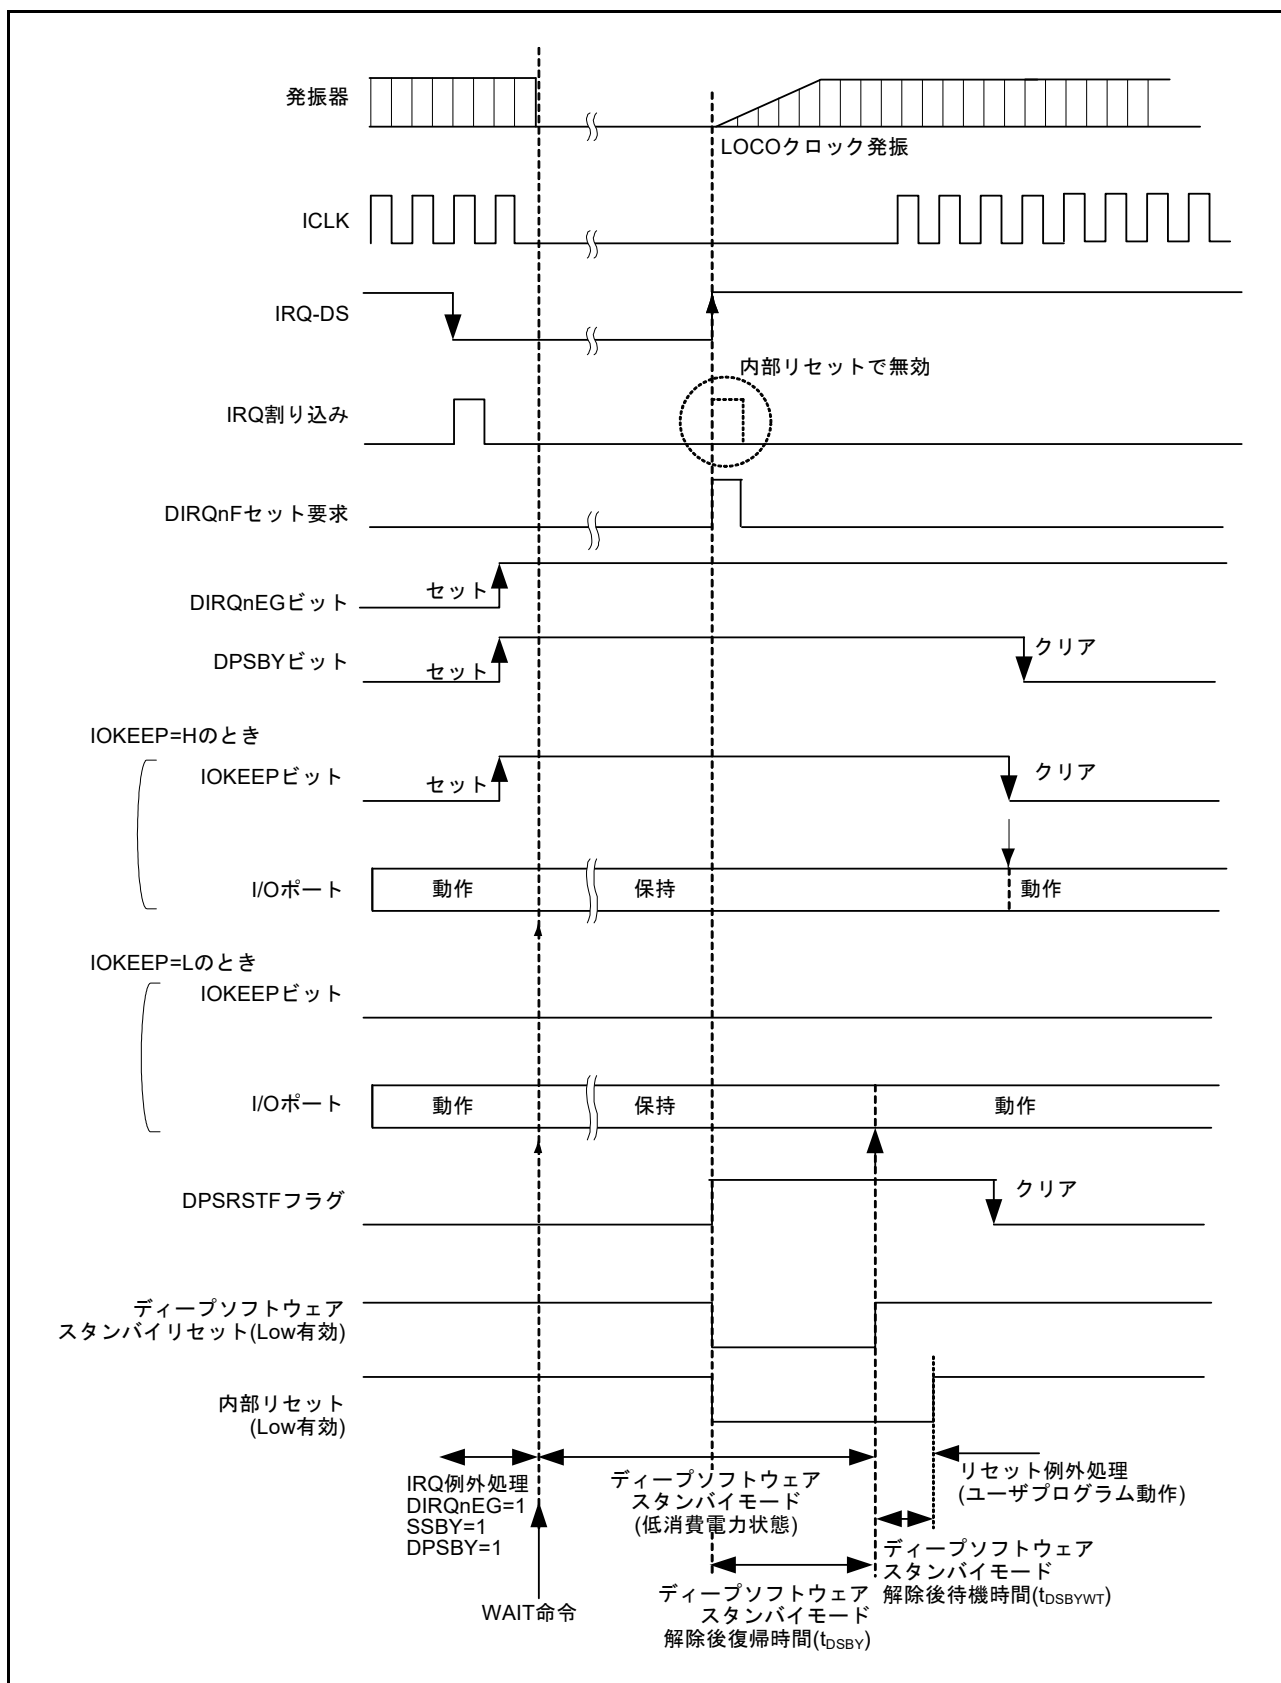 発振器
LOCOクロック発振
ICLK
IRQ-DS
内部リセットで無効
IRQ割り込み
DIRQnFセット要求
セット
DIRQnEGビット
クリア
DPSBYビット
セット
IOKEEP=Hのとき
IOKEEPビット
セット
クリア
I/Oポート
動作
保持
動作
IOKEEP=Lのとき
IOKEEPビット
I/Oポート
動作
保持
動作
DPSRSTFフラグ
クリア
ディープソフトウェア
スタンバイリセット(Low有効)
内部リセット
(Low有効)
IRQ例外処理
DIRQnEG=1
SSBY=1
DPSBY=1
ディープソフトウェア
スタンバイモード
(低消費電力状態)
リセット例外処理
(ユーザプログラム動作)
ディープソフトウェア
スタンバイモード
解除後待機時間(tDSBYWT)
WAIT命令
ディープソフトウェア
スタンバイモード
解除後復帰時間(tDSBY)